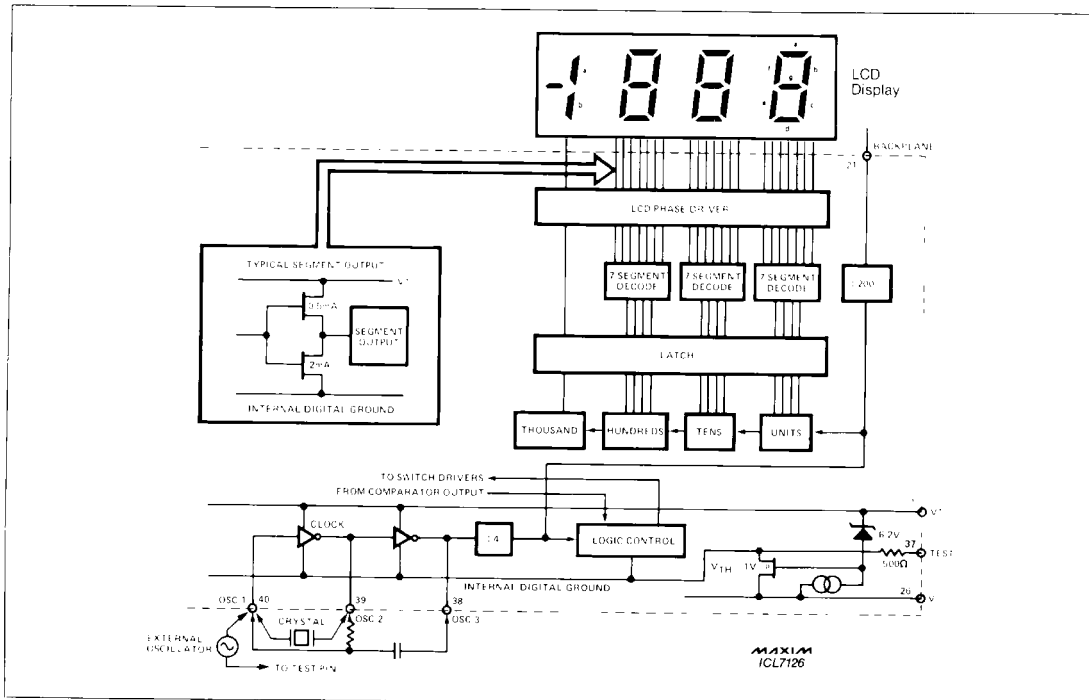 a
b
a
f
b
g
e
c
d
LCD
Display
BACKPLANE
21
LCD PHASE DRIVER
TYPICAL SEGMENT OUTPUT
V+
0.5mA
SEGMENT
OUTPUT
2mA
INTERNAL DIGITAL GROUND
7 SEGMENT
DECODE
7 SEGMENT
DECODE
7 SEGMENT
DECODE
÷200
LATCH
THOUSAND
HUNDREDS
TENS
UNITS
TO SWITCH DRIVERS
FROM COMPARATOR OUTPUT
CLOCK
÷4
LOGIC CONTROL
INTERNAL DIGITAL GROUND
VTH
1V
V+
6.2V
37
TEST
500Ω
26
OSC 1
40
39
OSC 2
38
OSC 3
CRYSTAL
EXTERNAL
OSCILLATOR
TO TEST PIN
MAXIM
ICL7126